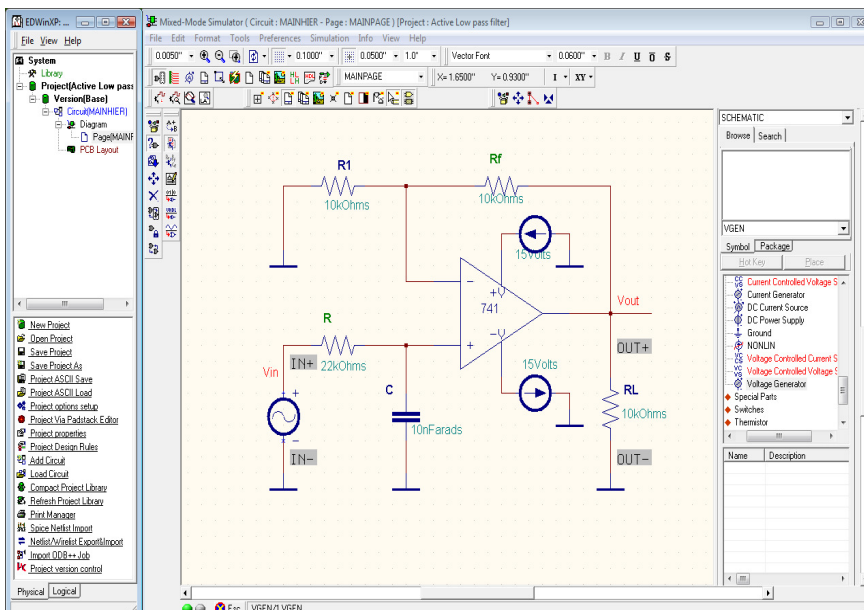 EDWinXP: ...
File View Help
System
Library
Project(Active Low pass
Version(Base)
Circuit(MAINHIER)
Diagram
Page(MAINF
PCB Layout
New Project
Open Project
Save Project
Save Project As
Project ASCII Save
Project ASCII Load
Project options setup
Project Via Padstack Editor
Project properties
Project Design Rules
Add Circuit
Load Circuit
Compact Project Library
Refresh Project Library
Print Manager
Spice Netlist Import
Netlist/Wirelist Export&Import
Import ODB++ Job
Project version control
Physical Logical
Mixed-Mode Simulator ( Circuit : MAINHIER - Page : MAINPAGE ) [Project : Active Low pass filter]
File Edit Format Tools Preferences Simulation Info View Help
0.0050" 0.1000" 0.0500" 1.0° Vector Font 0.0600" B I U O S
MAINPAGE X= 1.6500" Y= 0.9300" I XY
R1
10kOhms
Rf
10kOhms
15Volts
+V
-
741
+
-V
Vout
R
22kOhms
Vin
IN+
+
-
IN-
C
10nFarads
15Volts
OUT+
RL
10kOhms
OUT-
SCHEMATIC
Browse Search
VGEN
Symbol Package
Hot Key Place
CC VS Current Controlled Voltage S
Current Generator
DC Current Source
DC Power Supply
Ground
NONLIN
Voltage Controlled Current S
Voltage Controlled Voltage S
Voltage Generator
Special Parts
Switches
Thermistor
Name Description
Esc VGEN/1 VGEN